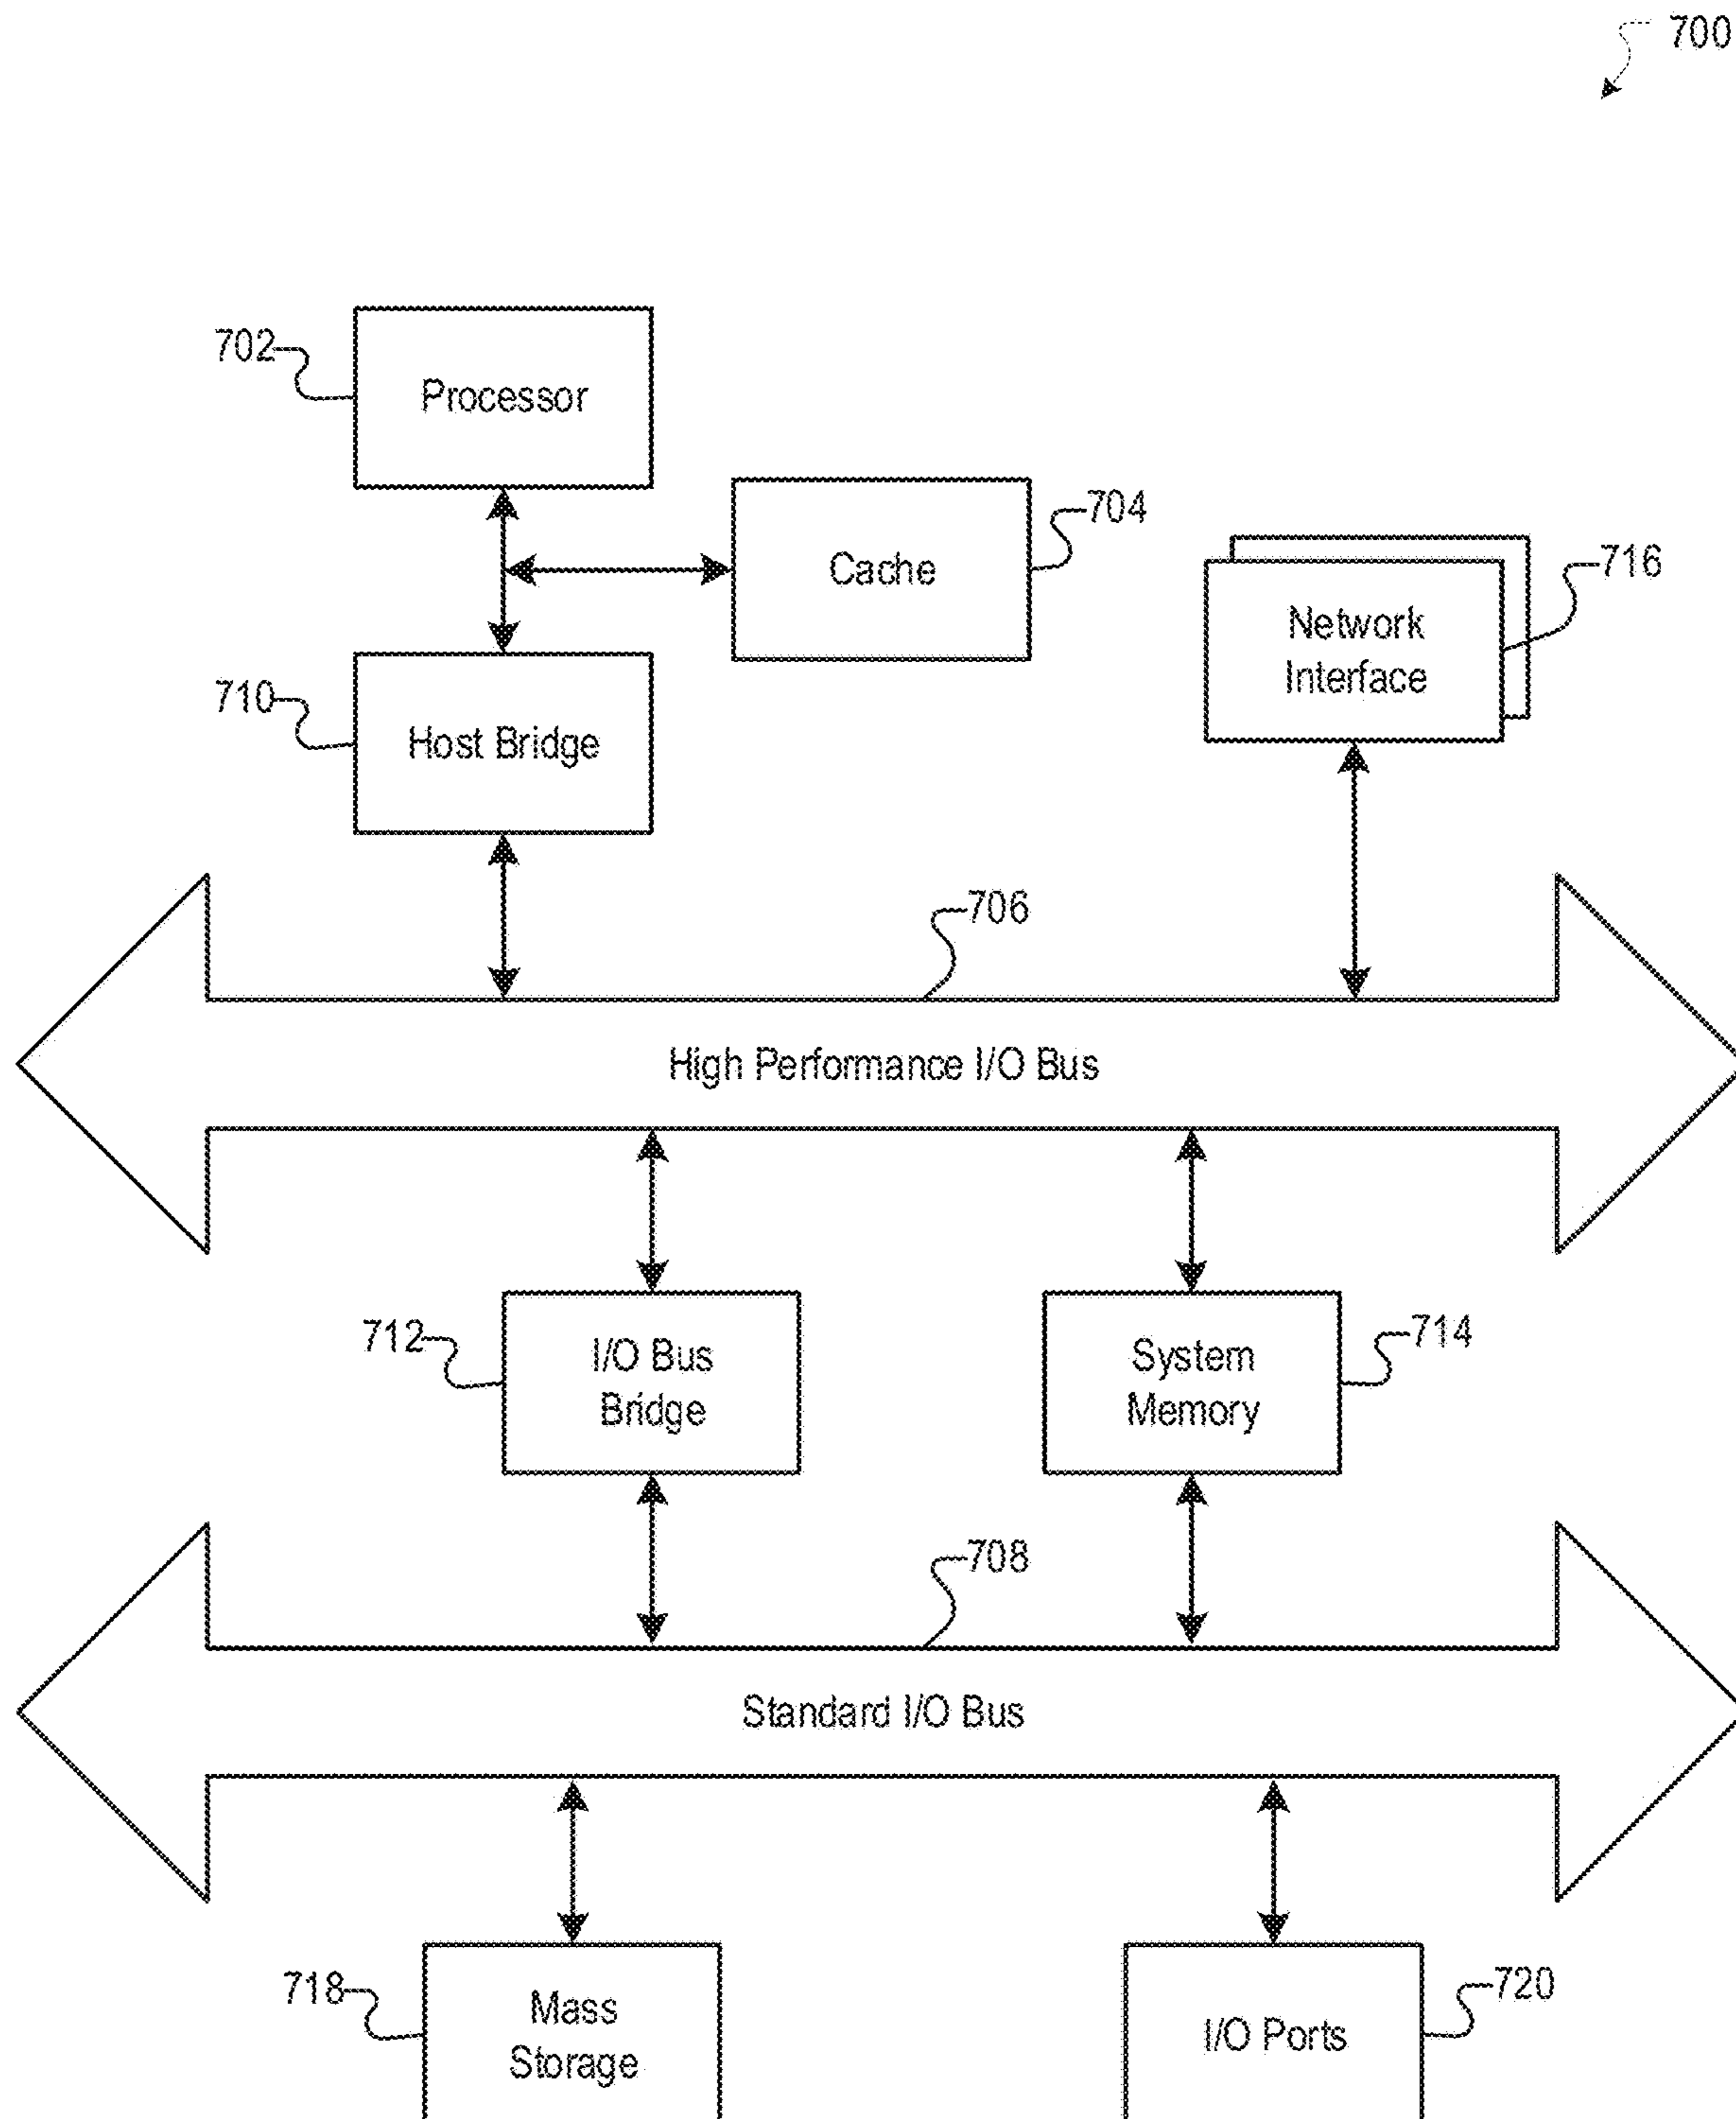 700
702
Processor
704
Cache
716
Network
Interface
710
Host Bridge
706
High Performance I/O Bus
712
I/O Bus
Bridge
System
Memory
714
708
Standard I/O Bus
718
Mass
Storage
I/O Ports
720